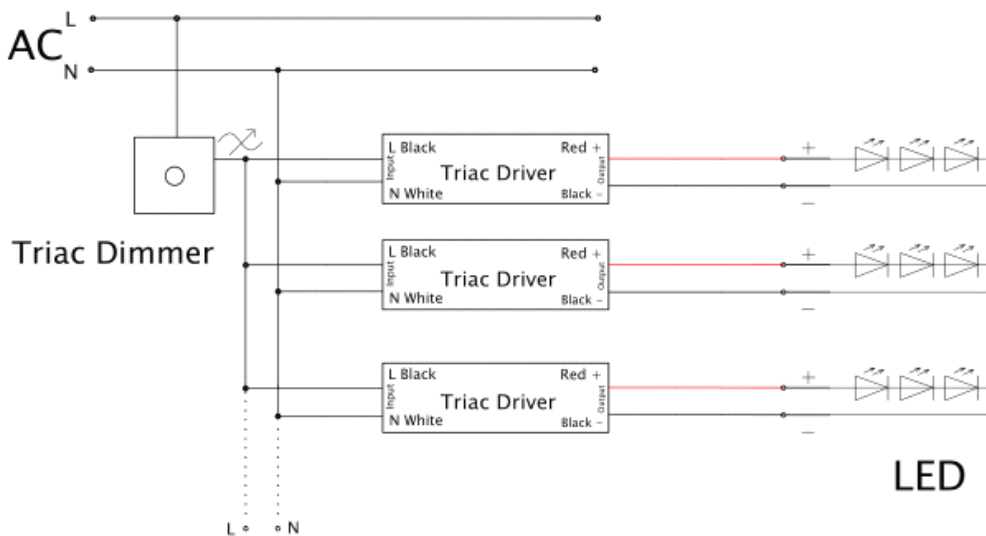 L
AC
N
L Black
Red +
Input
Triac Driver
Output
N White
Black -
Triac Dimmer
+
−
L Black
Red +
Input
Triac Driver
Output
N White
Black -
+
−
L Black
Red +
Input
Triac Driver
Output
N White
Black -
+
−
LED
L
N